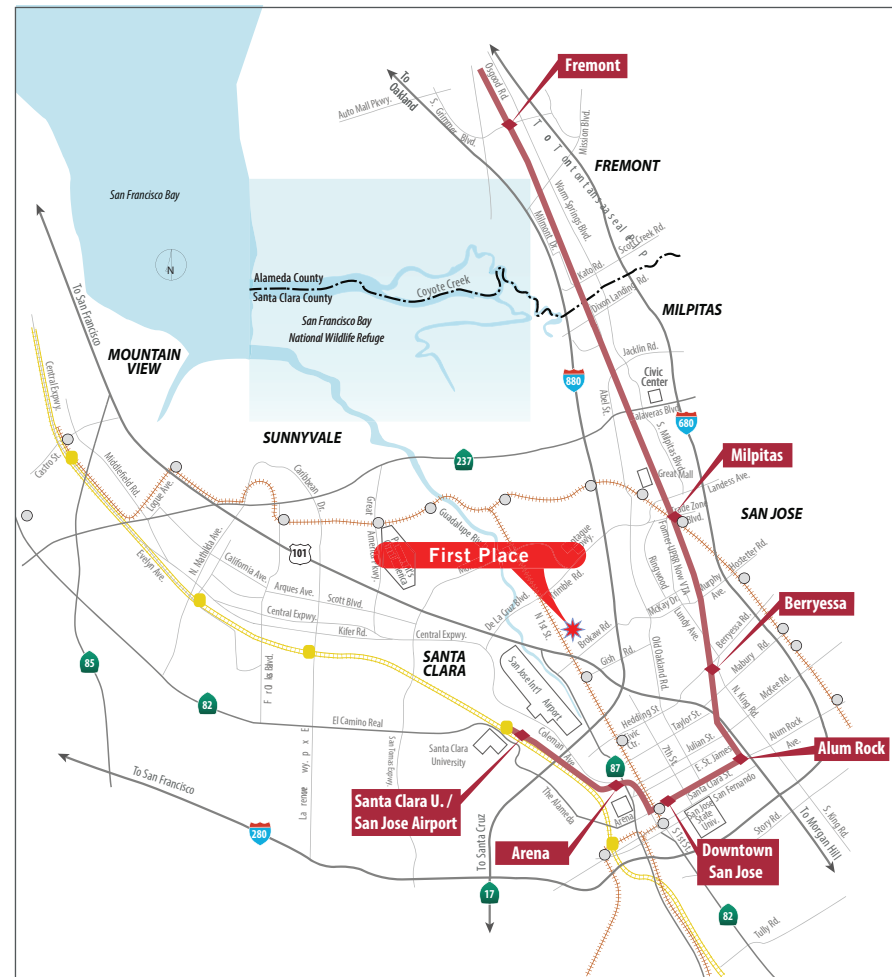 Fremont
To
Oakland
Osgood Rd.
Auto Mall Pkwy.
S. Grimmer Blvd.
Mission Blvd.
FREMONT
San Francisco Bay
Warm Springs Blvd.
Milmont Dr.
Scott Creek Rd.
Kato Rd.
N
Alameda County
Santa Clara County
Coyote Creek
Dixon Landing Rd.
San Francisco Bay
National Wildlife Refuge
MILPITAS
To San Francisco
Jacklin Rd.
MOUNTAIN
VIEW
Central Expwy.
880
Civic
Center
Abel St.
Calaveras Blvd.
680
SUNNYVALE
S. Milpitas Blvd.
237
Milpitas
Castro St.
Middlefield Rd.
Logue Ave.
Caribbean Dr.
Great Mall
Landess Ave.
Great
America Pkwy.
Guadalupe River
Trade Zone
Blvd.
SAN JOSE
N. Mathilda Ave.
101
First Place
Former UPRR Now VTA
Hostetter Rd.
Evelyn Ave.
California Ave.
Arques Ave.
Scott Blvd.
De La Cruz Blvd.
Trimble Rd.
Ringwood
Murphy
Ave.
McKay Dr.
Lundy Ave.
Berryessa
Central Expwy.
Kifer Rd.
Central Expwy.
N 1st St.
Brokaw Rd.
Berryessa Rd.
Old Oakland Rd.
Gish Rd.
Mabury Rd.
SANTA
CLARA
San Jose Int'l
Airport
McKee Rd.
N. King Rd.
85
82
El Camino Real
Hedding St.
Taylor St.
Civic
Ctr.
7th St.
Julian St.
Alum Rock
Ave.
E. St. James
Alum Rock
Santa Clara
University
San Tomas Expwy.
Coleman Ave.
87
Santa Clara St.
San Fernando
To San Francisco
Santa Clara U. /
San Jose Airport
The Alameda
Arena
San Jose
State
Univ.
S 1st St.
Story Rd.
S. King Rd.
To Morgan Hill
280
Arena
To Santa Cruz
Downtown
San Jose
17
82
Tully Rd.